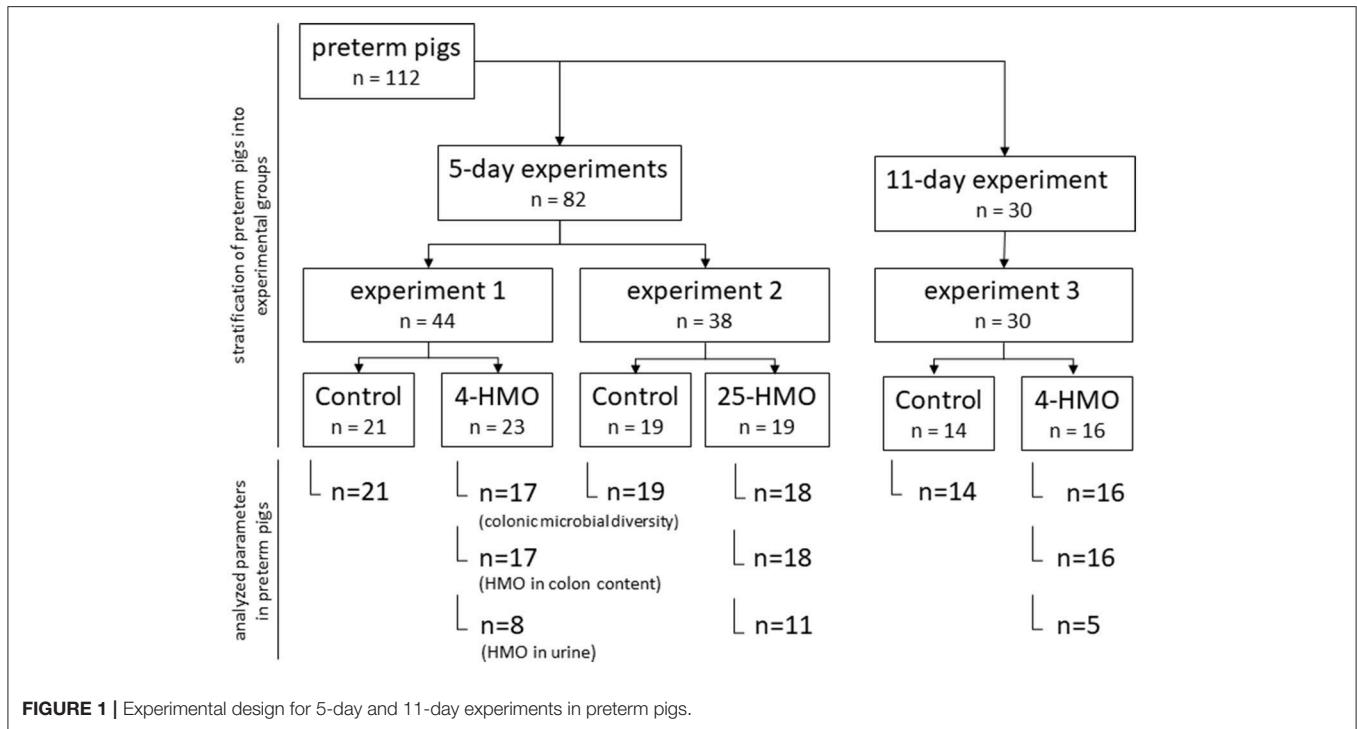 preterm pigs
n = 112
5-day experiments
n = 82
11-day experiment
n = 30
experiment 1
n = 44
experiment 2
n = 38
experiment 3
n = 30
Control
n = 21
4-HMO
n = 23
Control
n = 19
25-HMO
n = 19
Control
n = 14
4-HMO
n = 16
stratification of preterm pigs into
experimental groups
analyzed parameters
in preterm pigs
n=21
n=17
(colonic microbial diversity)
n=19
n=18
n=14
n=16
n=17
(HMO in colon content)
n=18
n=16
n=8
(HMO in urine)
n=11
n=5
FIGURE 1 | Experimental design for 5-day and 11-day experiments in preterm pigs.